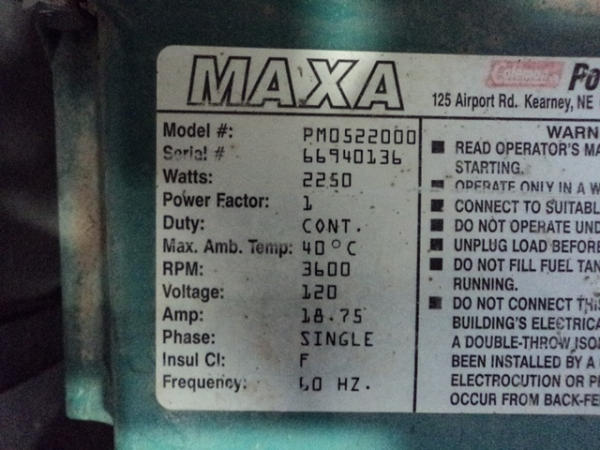 MAXA
Coleman
Po
125 Airport Rd. Kearney, NE
Model #: PM0522000
Serial # 66940136
Watts: 2250
Power Factor: 1
Duty: CONT.
Max. Amb. Temp: 40°C
RPM: 3600
Voltage: 120
Amp: 18.75
Phase: SINGLE
Insul Cl: F
Frequency: 60 HZ.
WARN
READ OPERATOR'S MA
STARTING.
OPERATE ONLY IN A W
CONNECT TO SUITABL
DO NOT OPERATE UND
UNPLUG LOAD BEFORE
DO NOT FILL FUEL TAN
RUNNING.
DO NOT CONNECT THIS
BUILDING'S ELECTRICA
A DOUBLE-THROW ISO
BEEN INSTALLED BY A
ELECTROCUTION OR P
OCCUR FROM BACK-FE